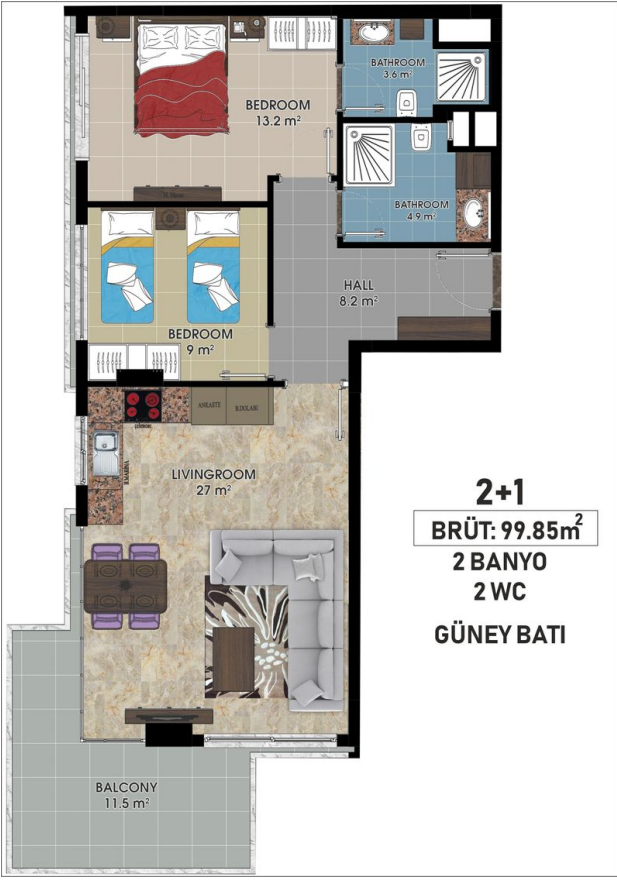 BATHROOM
3.6 m²
BEDROOM
13.2 m²
BATHROOM
4.9 m²
HALL
8.2 m²
BEDROOM
9 m²
ANKASTE
B.DOLABI
LIVINGROOM
27 m²
2+1
BRÜT: 99.85m²
2 BANYO
2 WC
GÜNEY BATI
BALCONY
11.5 m²